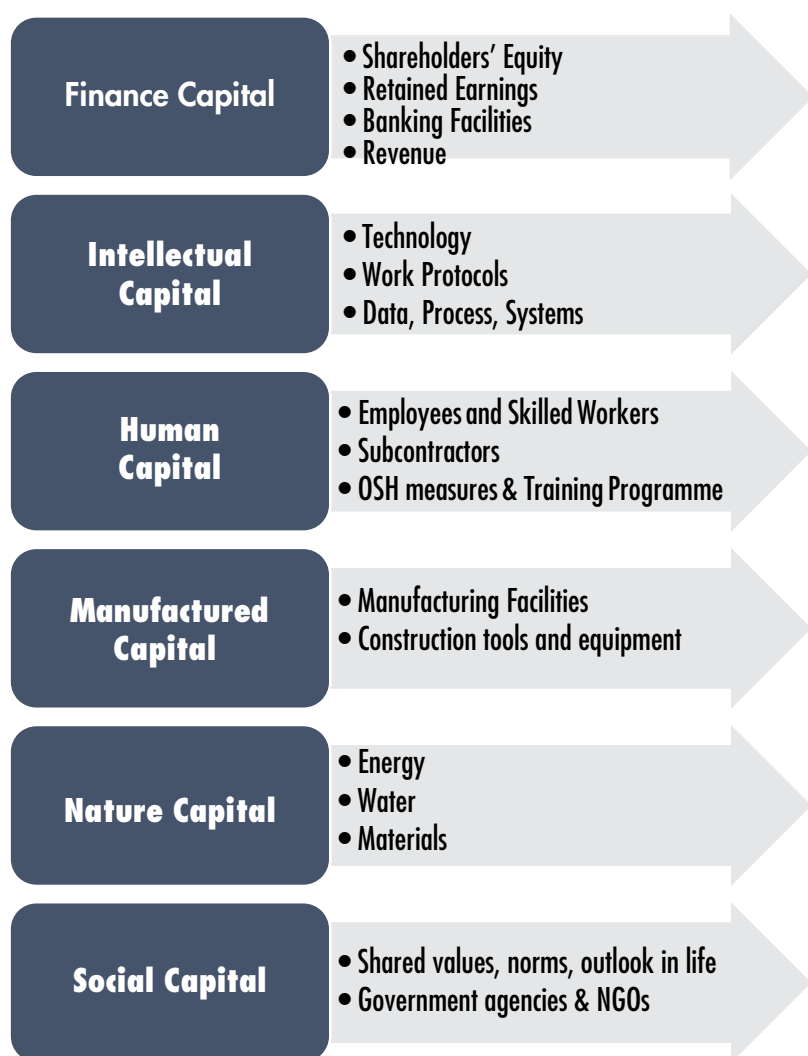 Finance Capital
• Shareholders’ Equity
• Retained Earnings
• Banking Facilities
• Revenue
Intellectual
Capital
• Technology
• Work Protocols
• Data, Process, Systems
Human
Capital
• Employees and Skilled Workers
• Subcontractors
• OSH measures & Training Programme
Manufactured
Capital
• Manufacturing Facilities
• Construction tools and equipment
Nature Capital
• Energy
• Water
• Materials
Social Capital
• Shared values, norms, outlook in life
• Government agencies & NGOs